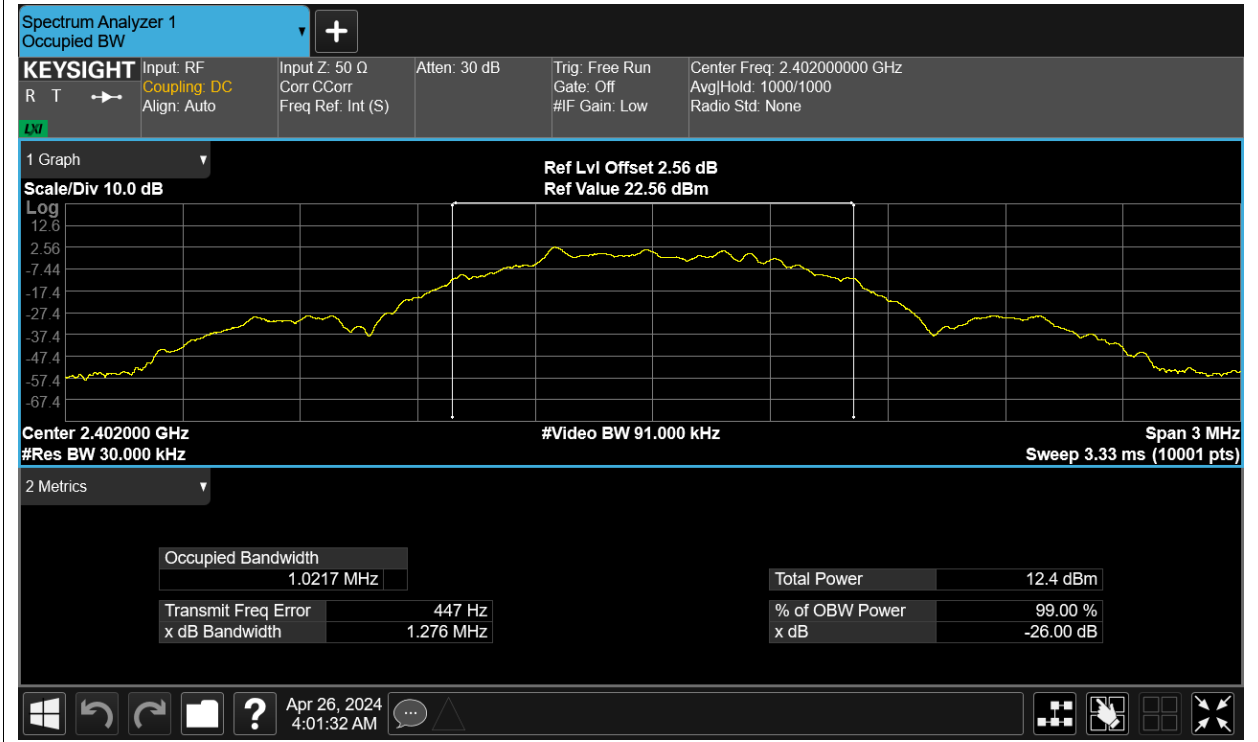 Spectrum Analyzer 1
Occupied BW
KEYSIGHT
R T
LXI
Input: RF
Coupling: DC
Align: Auto
Input Z: 50 Ω
Corr CCorr
Freq Ref: Int (S)
Atten: 30 dB
Trig: Free Run
Gate: Off
#IF Gain: Low
Center Freq: 2.402000000 GHz
Avg|Hold: 1000/1000
Radio Std: None
1 Graph
Scale/Div 10.0 dB
Ref Lvl Offset 2.56 dB
Ref Value 22.56 dBm
Log
12.6
2.56
-7.44
-17.4
-27.4
-37.4
-47.4
-57.4
-67.4
Center 2.402000 GHz
#Res BW 30.000 kHz
#Video BW 91.000 kHz
Span 3 MHz
Sweep 3.33 ms (10001 pts)
2 Metrics
Occupied Bandwidth
1.0217 MHz
Transmit Freq Error 447 Hz
x dB Bandwidth 1.276 MHz
Total Power 12.4 dBm
% of OBW Power 99.00 %
x dB -26.00 dB
?
Apr 26, 2024
4:01:32 AM